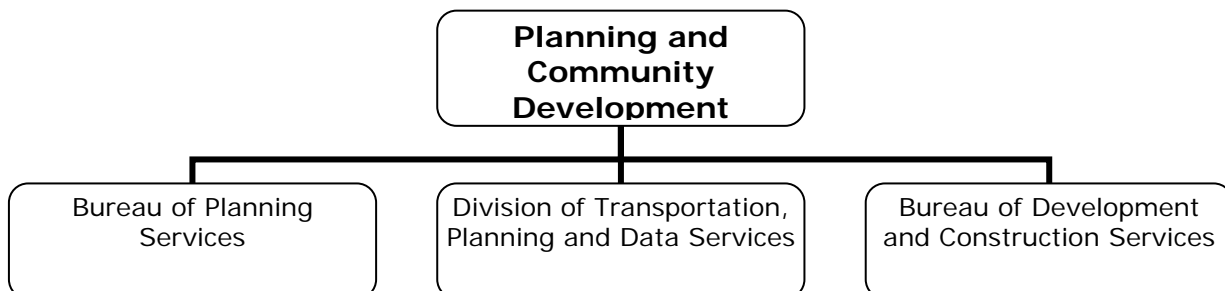 Planning and
Community
Development
Bureau of Planning
Services
Division of Transportation,
Planning and Data Services
Bureau of Development
and Construction Services